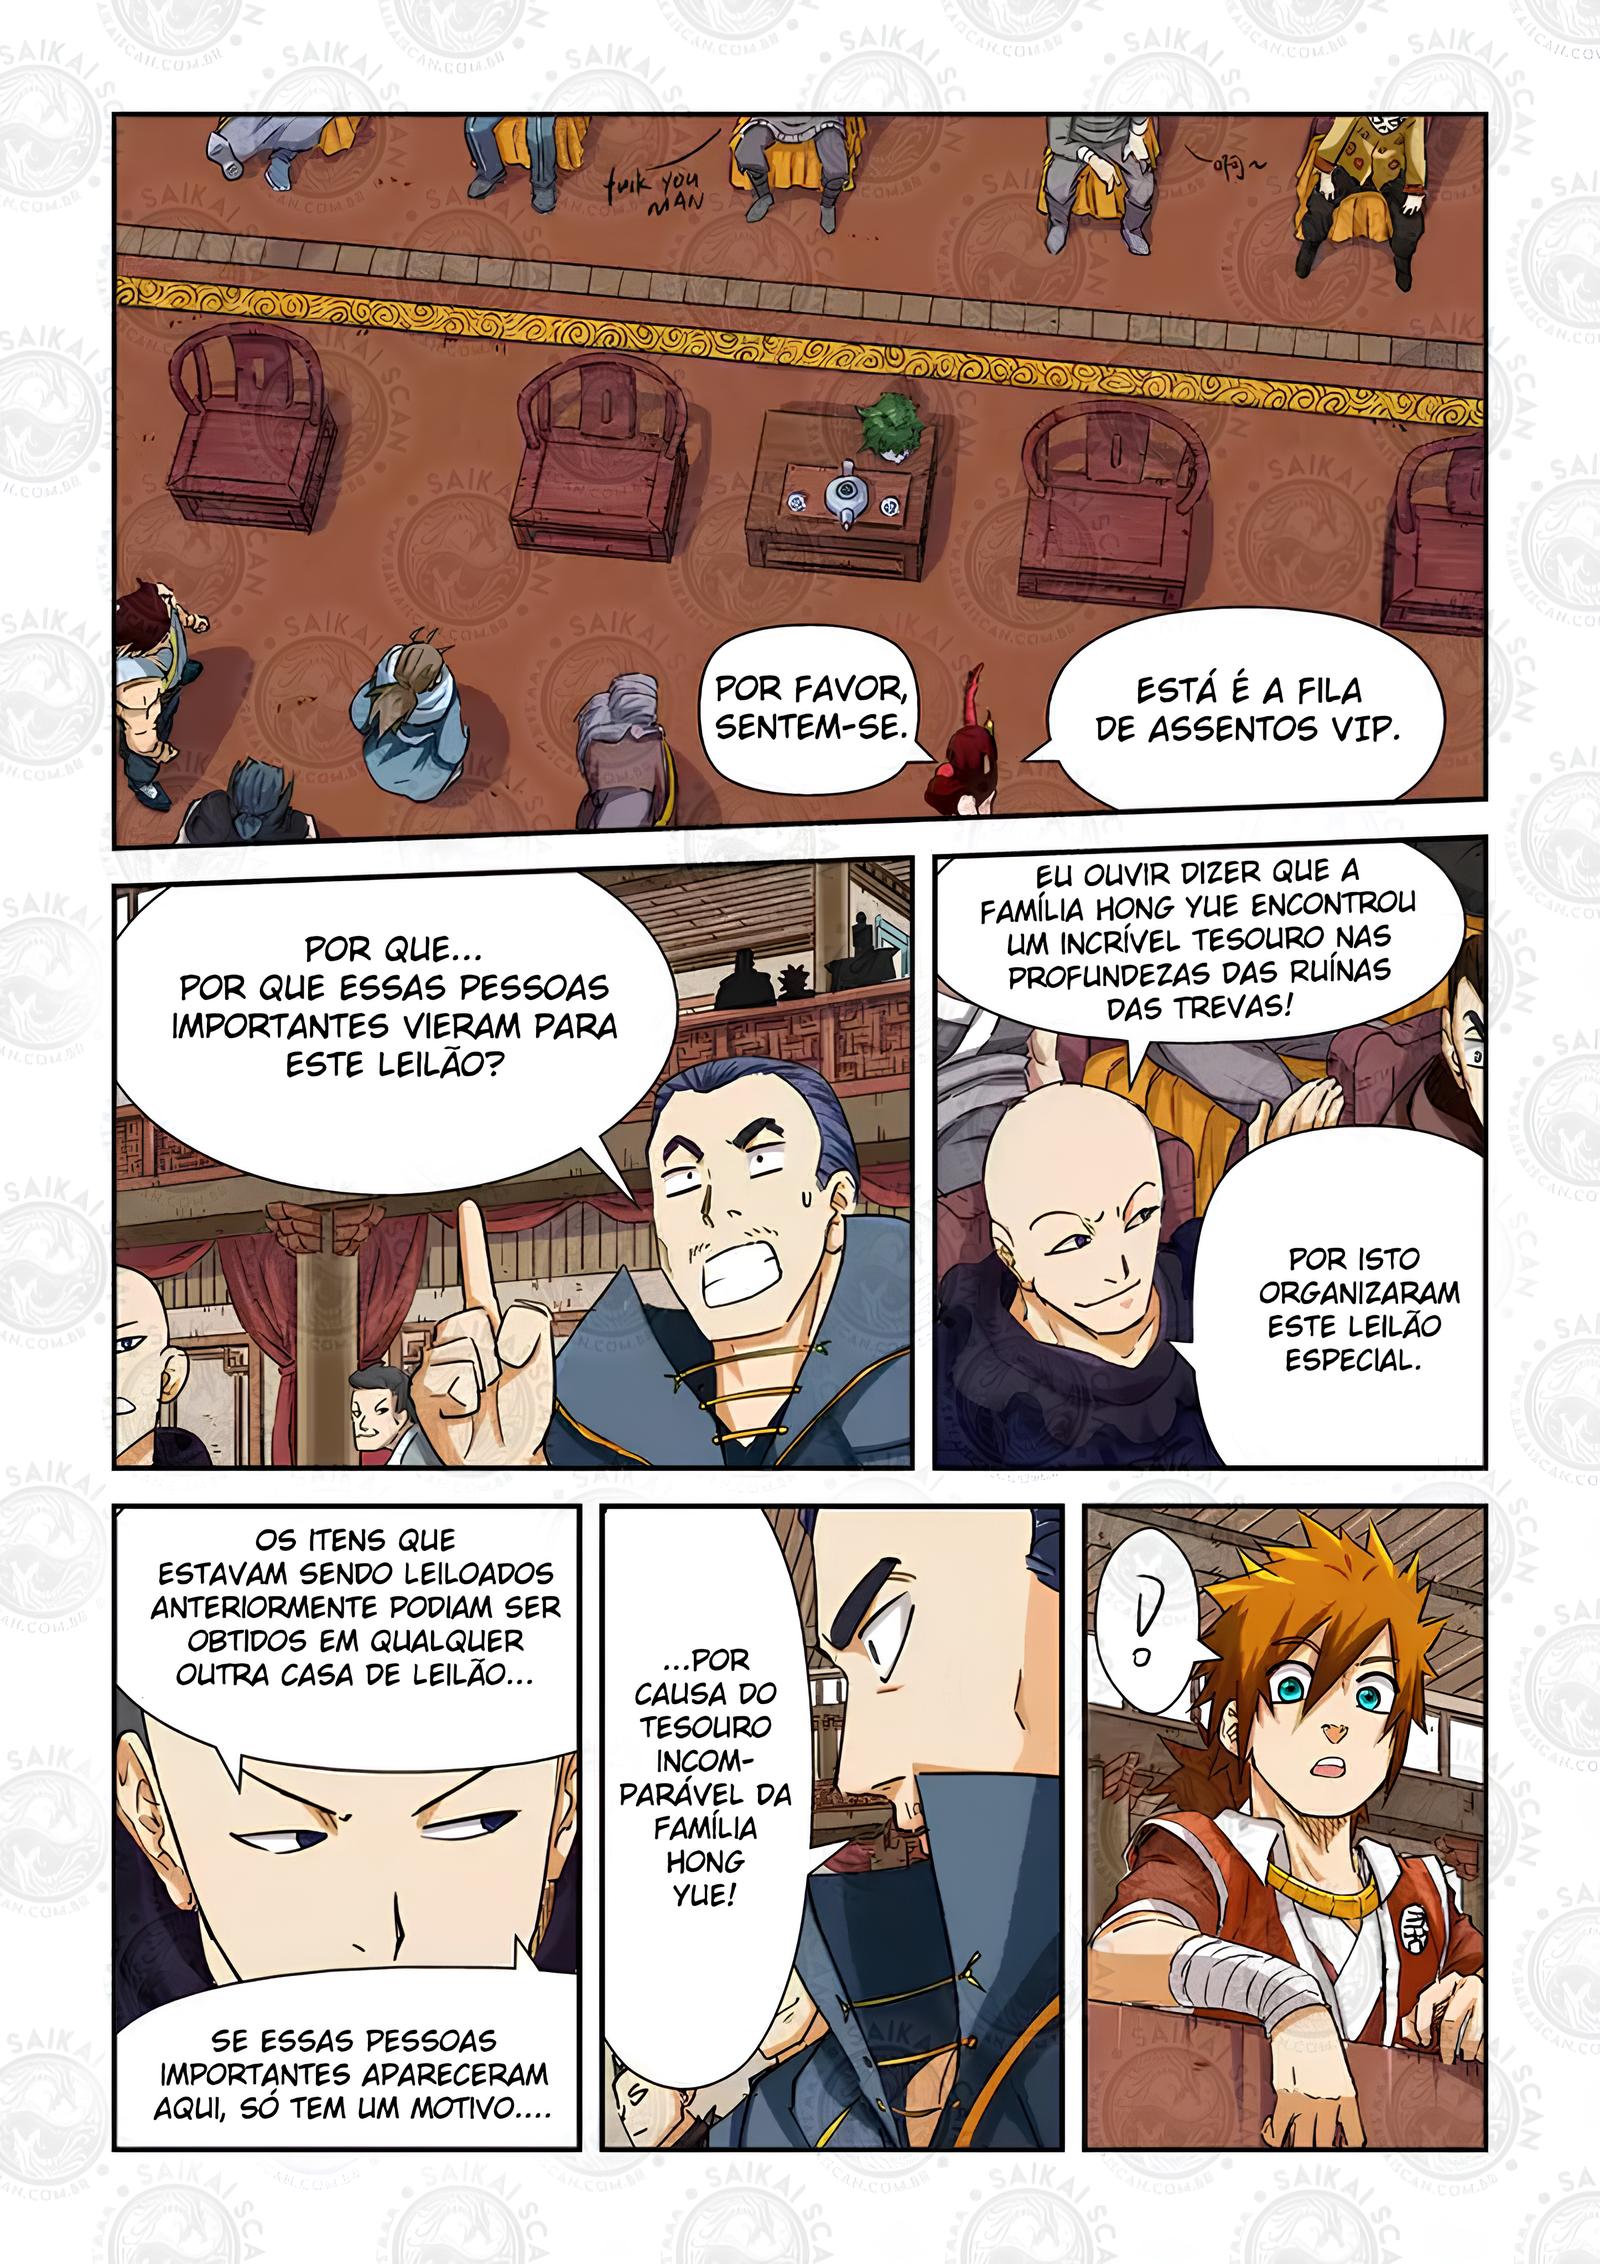 fuik YOU
MAN
啊~
POR FAVOR,
SENTEM-SE.
ESTÁ É A FILA
DE ASSENTOS VIP.
POR QUE...
POR QUE ESSAS PESSOAS
IMPORTANTES VIERAM PARA
ESTE LEILÃO?
EU OUVIR DIZER QUE A
FAMÍLIA HONG YUE ENCONTROU
UM INCRÍVEL TESOURO NAS
PROFUNDEZAS DAS RUÍNAS
DAS TREVAS!
POR ISTO
ORGANIZARAM
ESTE LEILÃO
ESPECIAL.
OS ITENS QUE
ESTAVAM SENDO LEILOADOS
ANTERIORMENTE PODIAM SER
OBTIDOS EM QUALQUER
OUTRA CASA DE LEILÃO...
SE ESSAS PESSOAS
IMPORTANTES APARECERAM
AQUI, SÓ TEM UM MOTIVO....
...POR
CAUSA DO
TESOURO
INCOM-
PARÁVEL DA
FAMÍLIA
HONG
YUE!
!
SAIKAI SCAN